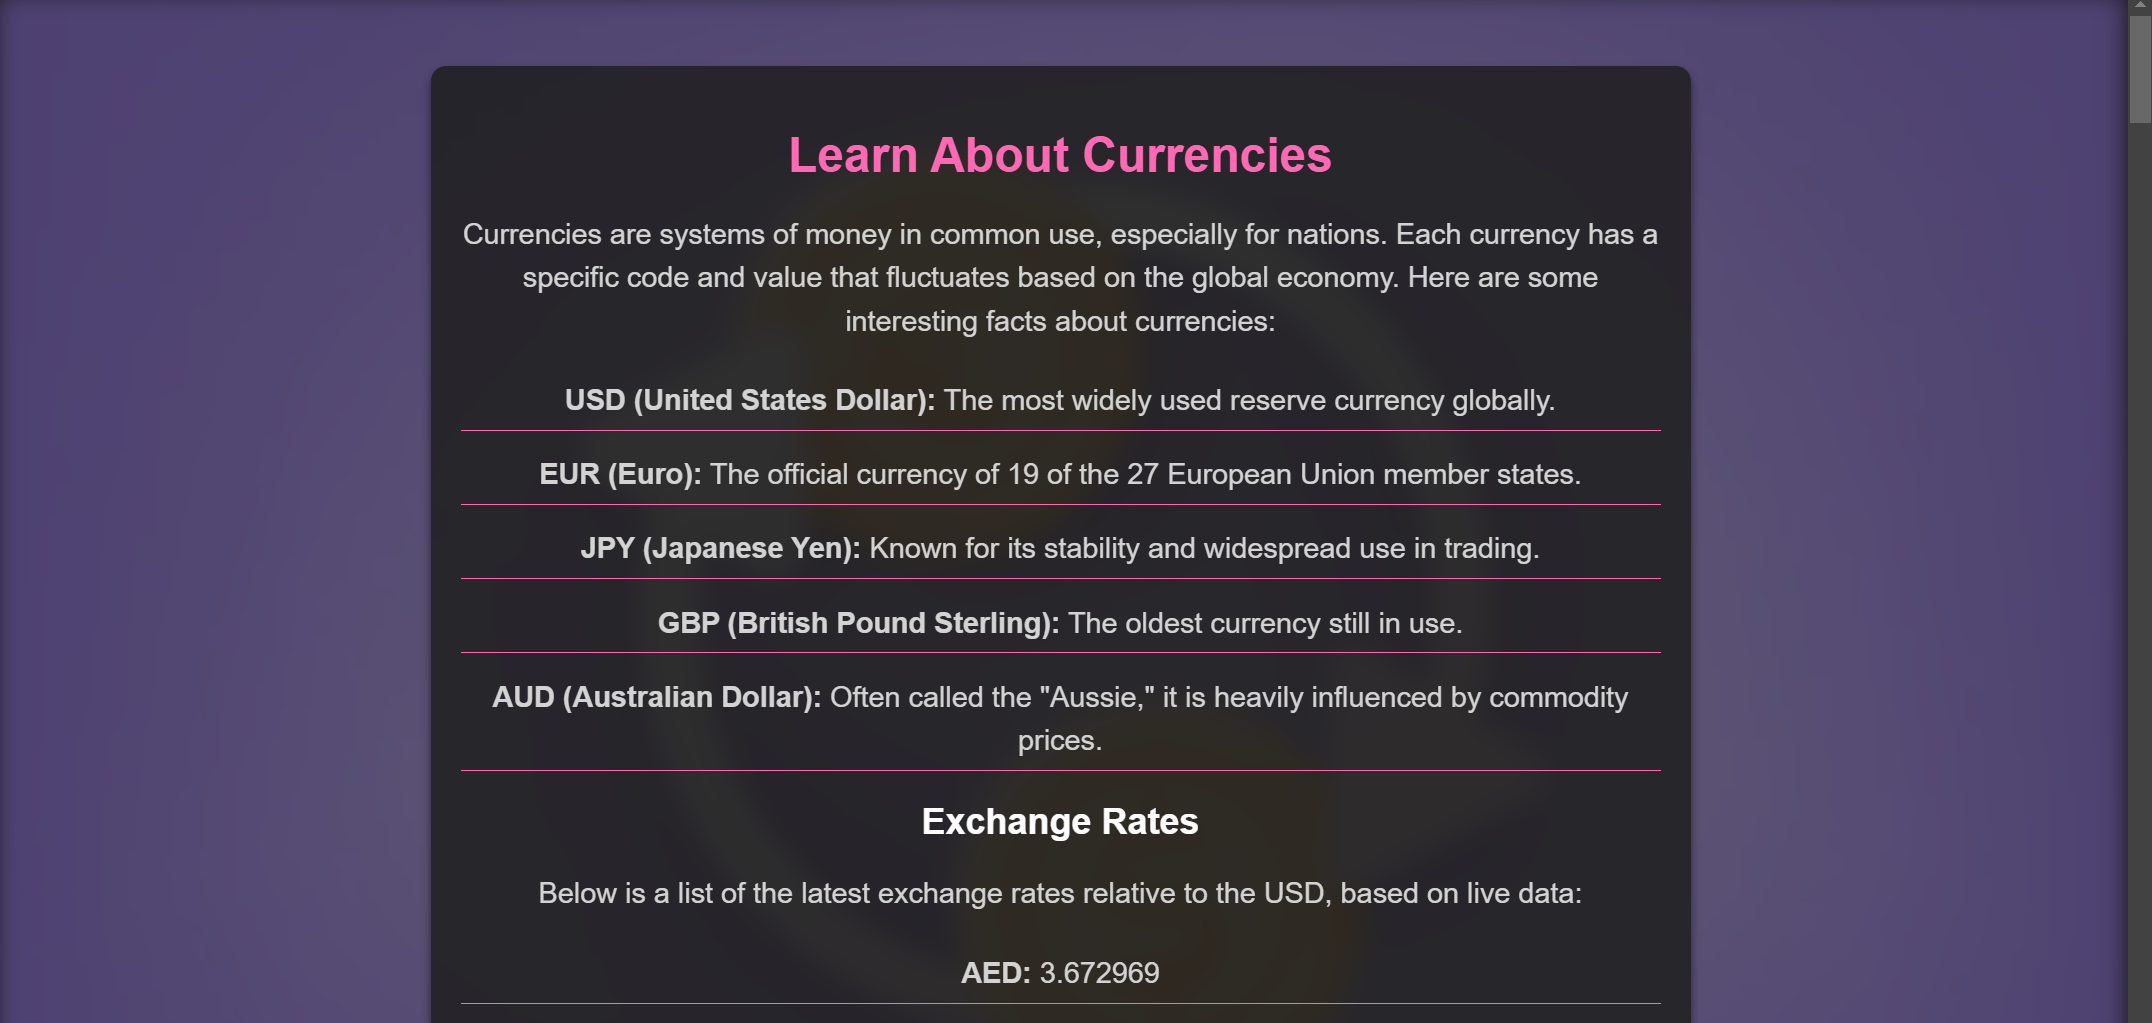 Learn About Currencies
Currencies are systems of money in common use, especially for nations. Each currency has a
specific code and value that fluctuates based on the global economy. Here are some
interesting facts about currencies:
USD (United States Dollar): The most widely used reserve currency globally.
EUR (Euro): The official currency of 19 of the 27 European Union member states.
JPY (Japanese Yen): Known for its stability and widespread use in trading.
GBP (British Pound Sterling): The oldest currency still in use.
AUD (Australian Dollar): Often called the "Aussie," it is heavily influenced by commodity
prices.
Exchange Rates
Below is a list of the latest exchange rates relative to the USD, based on live data:
AED: 3.672969